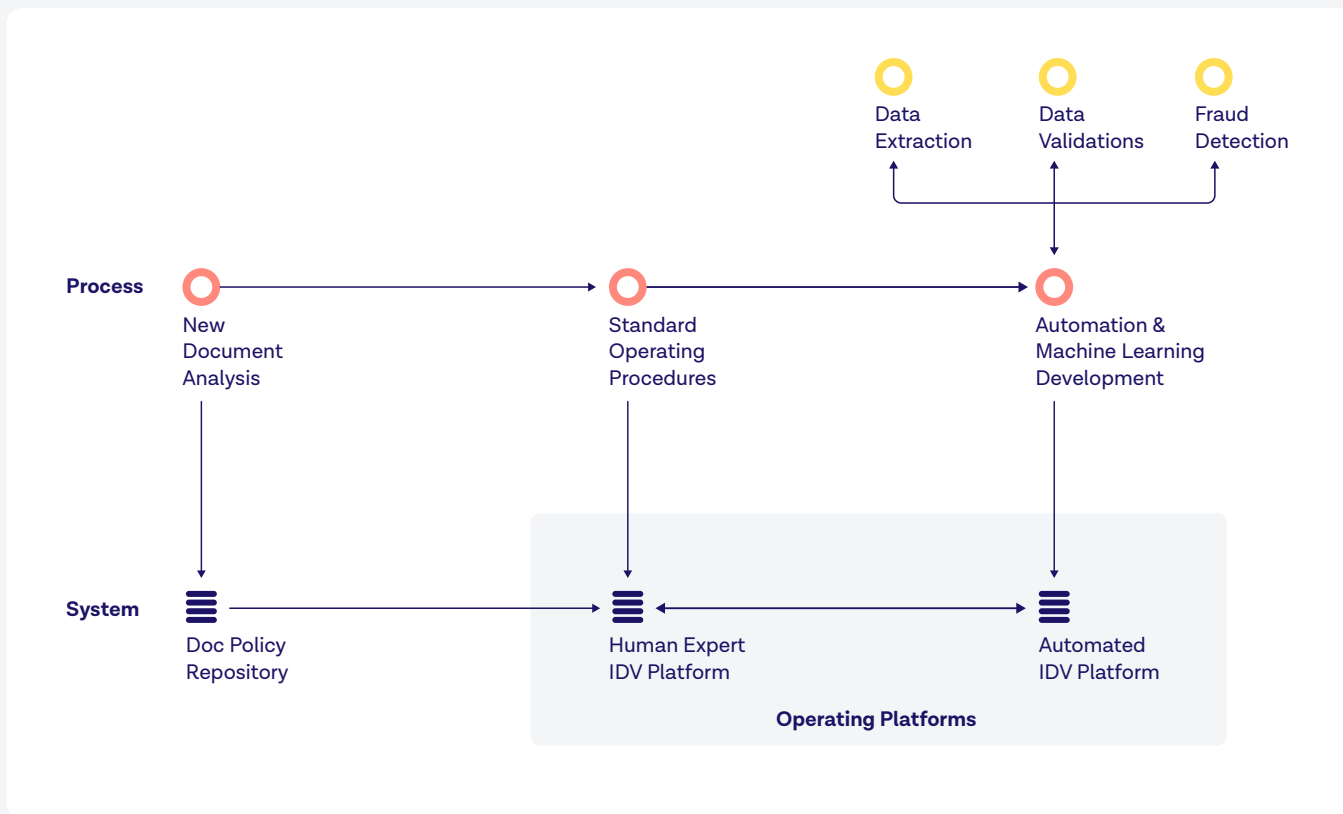 Data
Extraction
Data
Validations
Fraud
Detection
Process
New
Document
Analysis
Standard
Operating
Procedures
Automation &
Machine Learning
Development
System
Doc Policy
Repository
Human Expert
IDV Platform
Automated
IDV Platform
Operating Platforms